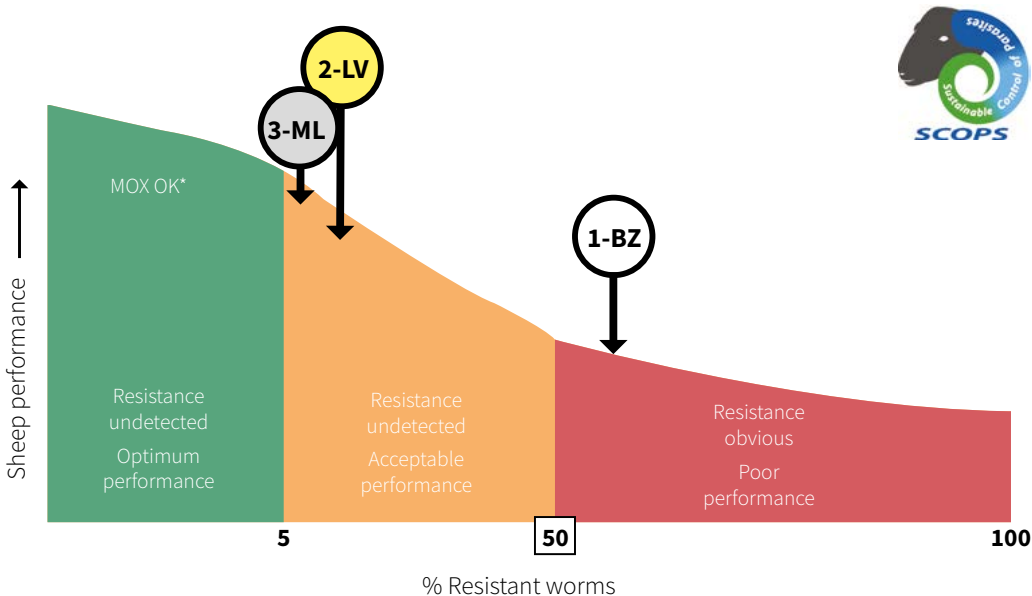 2-LV
3-ML
1-BZ
Sustainable Control of Parasites
SCOPS
MOX OK*
Sheep performance
Resistance
undetected
Optimum
performance
Resistance
undetected
Acceptable
performance
Resistance
obvious
Poor
performance
5
50
100
% Resistant worms